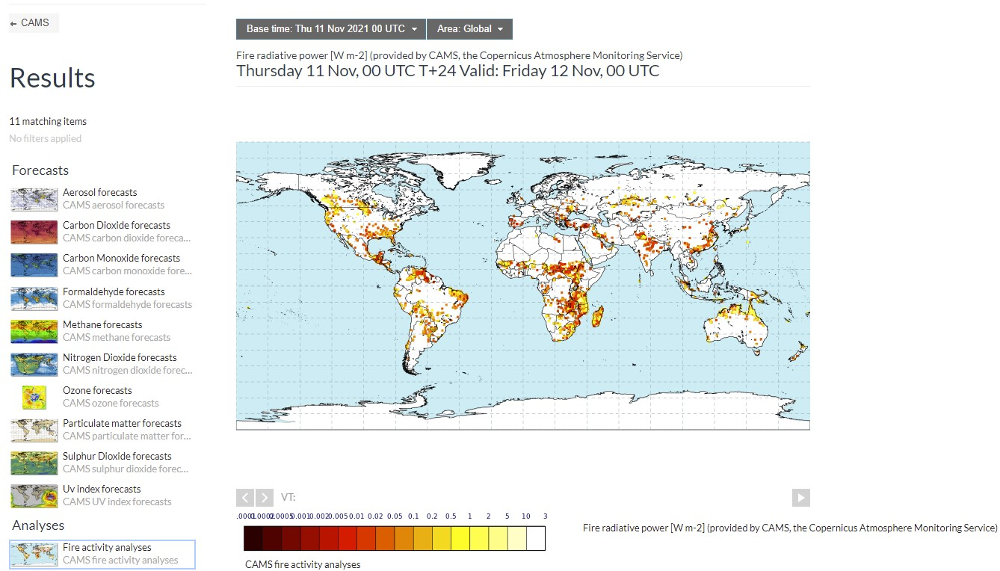 ← CAMS
Results
11 matching items
No filters applied
Forecasts
Aerosol forecasts
CAMS aerosol forecasts
Carbon Dioxide forecasts
CAMS carbon dioxide foreca...
Carbon Monoxide forecasts
CAMS carbon monoxide fore...
Formaldehyde forecasts
CAMS formaldehyde forecasts
Methane forecasts
CAMS methane forecasts
Nitrogen Dioxide forecasts
CAMS nitrogen dioxide forec...
Ozone forecasts
CAMS ozone forecasts
Particulate matter forecasts
CAMS particulate matter for...
Sulphur Dioxide forecasts
CAMS sulphur dioxide forec...
Uv index forecasts
CAMS UV index forecasts
Analyses
Fire activity analyses
CAMS fire activity analyses
Base time: Thu 11 Nov 2021 00 UTC
Area: Global
Fire radiative power [W m-2] (provided by CAMS, the Copernicus Atmosphere Monitoring Service)
Thursday 11 Nov, 00 UTC T+24 Valid: Friday 12 Nov, 00 UTC
VT:
0.001 0.002 0.005 0.01 0.02 0.05 0.1 0.2 0.5 1 2 5 10 3
CAMS fire activity analyses
Fire radiative power [W m-2] (provided by CAMS, the Copernicus Atmosphere Monitoring Service)